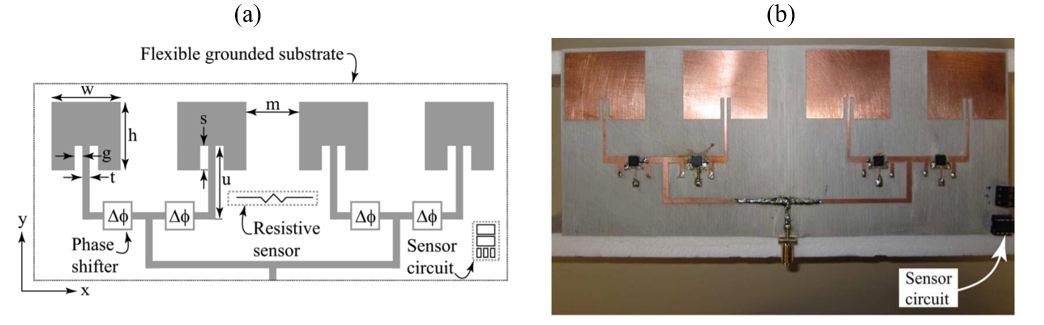 (a)
(b)
Flexible grounded substrate
w
m
h
s
g
t
u
Δϕ
Δϕ
Δϕ
Δϕ
Resistive
sensor
Phase
shifter
Sensor
circuit
y
x
Sensor
circuit